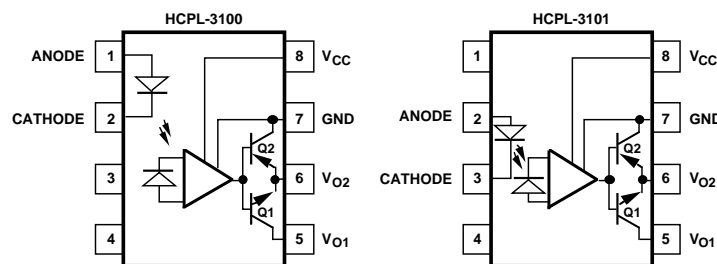 HCPL-3100
ANODE 1
8 VCC
CATHODE 2
7 GND
Q2
3
6 VO2
Q1
4
5 VO1
HCPL-3101
1
8 VCC
ANODE 2
7 GND
Q2
CATHODE 3
6 VO2
Q1
4
5 VO1